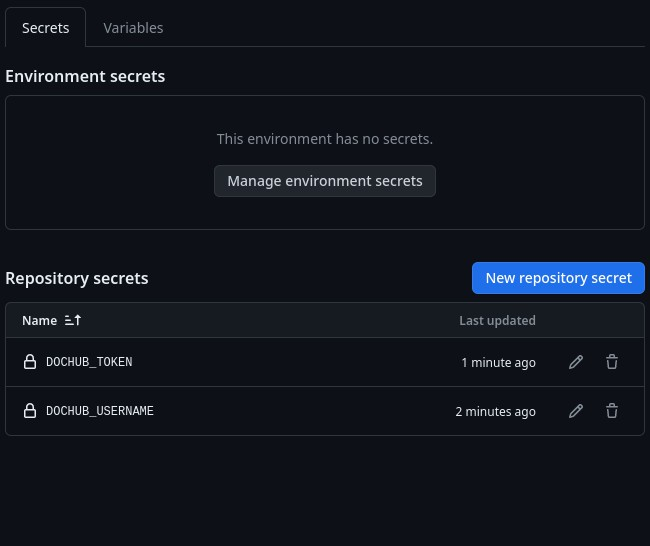 Secrets Variables
Environment secrets
This environment has no secrets.
Manage environment secrets
Repository secrets New repository secret
Name Last updated
DOCHUB_TOKEN 1 minute ago
DOCHUB_USERNAME 2 minutes ago